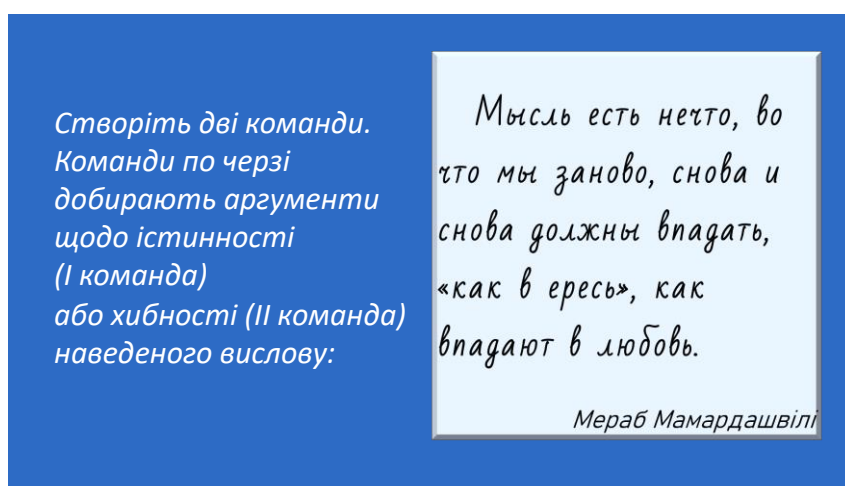 Створіть дві команди.
Команди по черзі
добирають аргументи
щодо істинності
(І команда)
або хибності (ІІ команда)
наведеного вислову:
Мысль есть нечто, во
что мы заново, снова и
снова должны впадать,
«как в ересь», как
впадают в любовь.
Мераб Мамардашвілі